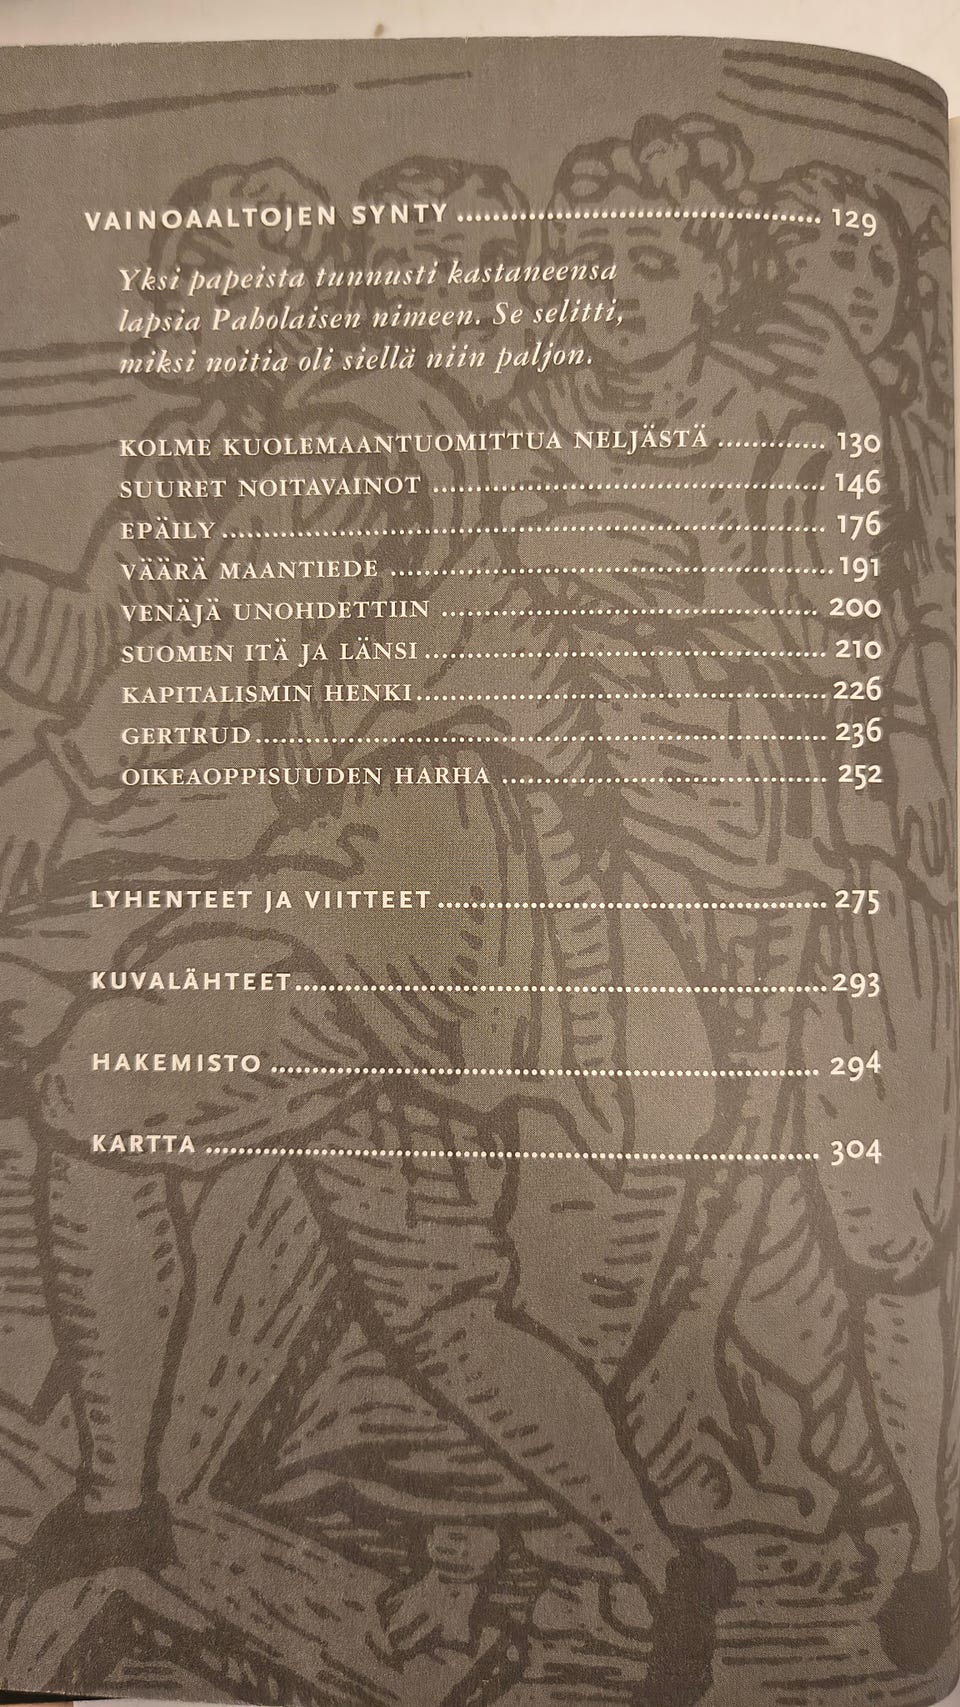 VAINOAALTOJEN SYNTY ........................................................ 129
Yksi papeista tunnusti kastaneensa
lapsia Paholaisen nimeen. Se selitti,
miksi noitia oli siellä niin paljon.
KOLME KUOLEMAANTUOMITTUA NELJÄSTÄ ............. 130
SUURET NOITAVAINOT ........................................................ 146
EPÄILY ........................................................ 176
VÄÄRÄ MAANTIEDE ........................................................ 191
VENÄJÄ UNOHDETTIIN ........................................................ 200
SUOMEN ITÄ JA LÄNSI ........................................................ 210
KAPITALISMIN HENKI ........................................................ 226
GERTRUD ........................................................ 236
OIKEAOPPISUUDEN HARHA ........................................................ 252
LYHENTEET JA VIITTEET ........................................................ 275
KUVALÄHTEET ........................................................ 293
HAKEMISTO ........................................................ 294
KARTTA ........................................................ 304